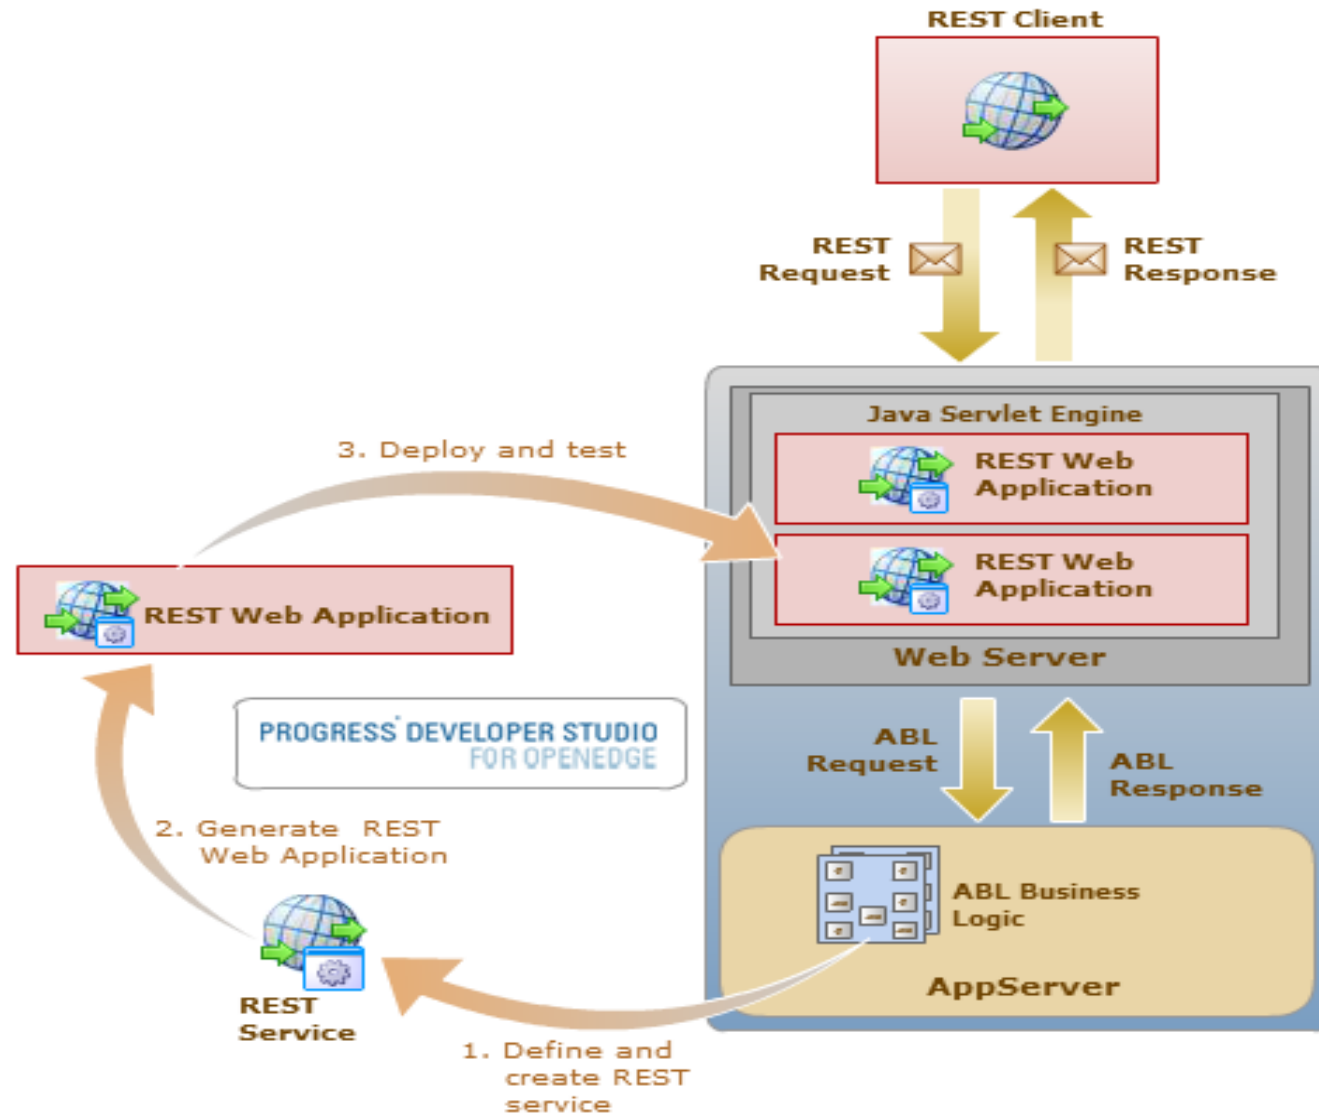 REST Client
REST
Request
REST
Response
Java Servlet Engine
REST Web
Application
REST Web
Application
Web Server
3. Deploy and test
REST Web Application
PROGRESS® DEVELOPER STUDIO
FOR OPENEDGE
ABL
Request
ABL
Response
2. Generate REST
Web Application
ABL Business
Logic
AppServer
REST
Service
1. Define and
create REST
service